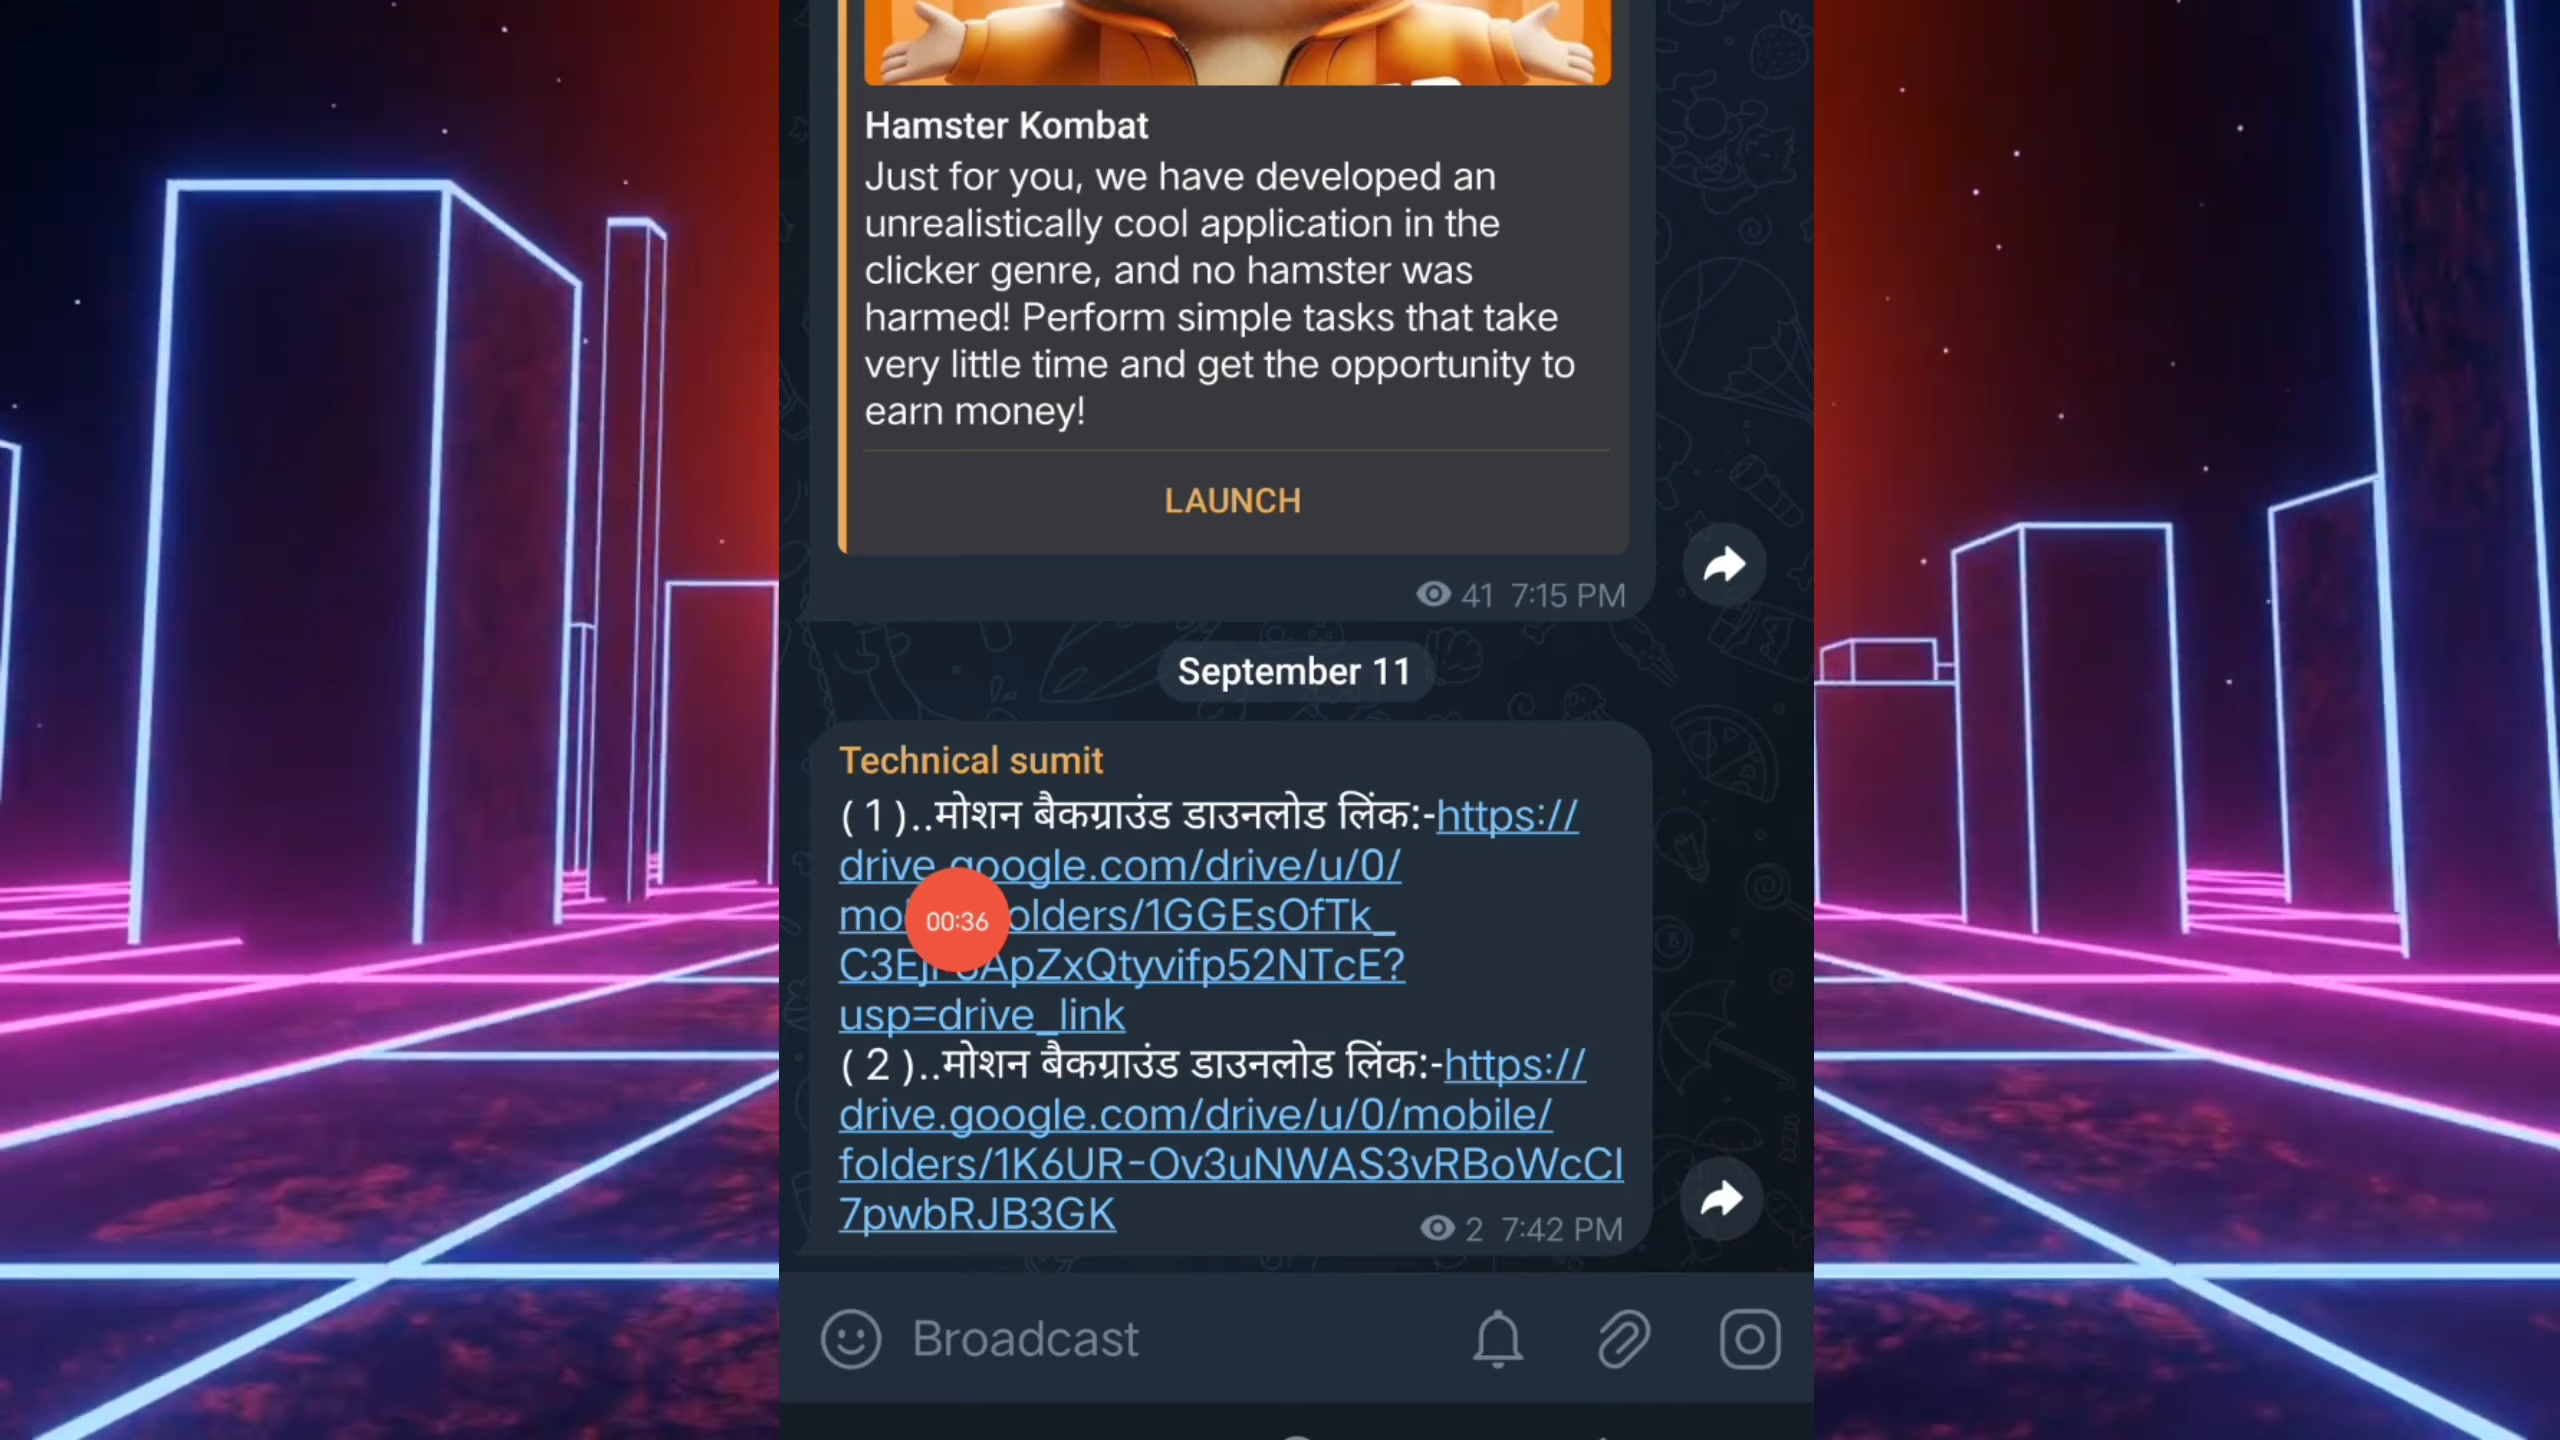 Hamster Kombat
Just for you, we have developed an
unrealistically cool application in the
clicker genre, and no hamster was
harmed! Perform simple tasks that take
very little time and get the opportunity to
earn money!
LAUNCH
41 7:15 PM
September 11
Technical sumit
( 1 )..मोशन बैकग्राउंड डाउनलोड लिंक:-https://
drive.google.com/drive/u/0/
00:36
olders/1GGEsOfTk_
ApZxQtyvifp52NTcE?
usp=drive_link
( 2 )..मोशन बैकग्राउंड डाउनलोड लिंक:-https://
drive.google.com/drive/u/0/mobile/
folders/1K6UR-Ov3uNWAS3vRBoWcCI
7pwbRJB3GK
2 7:42 PM
Broadcast